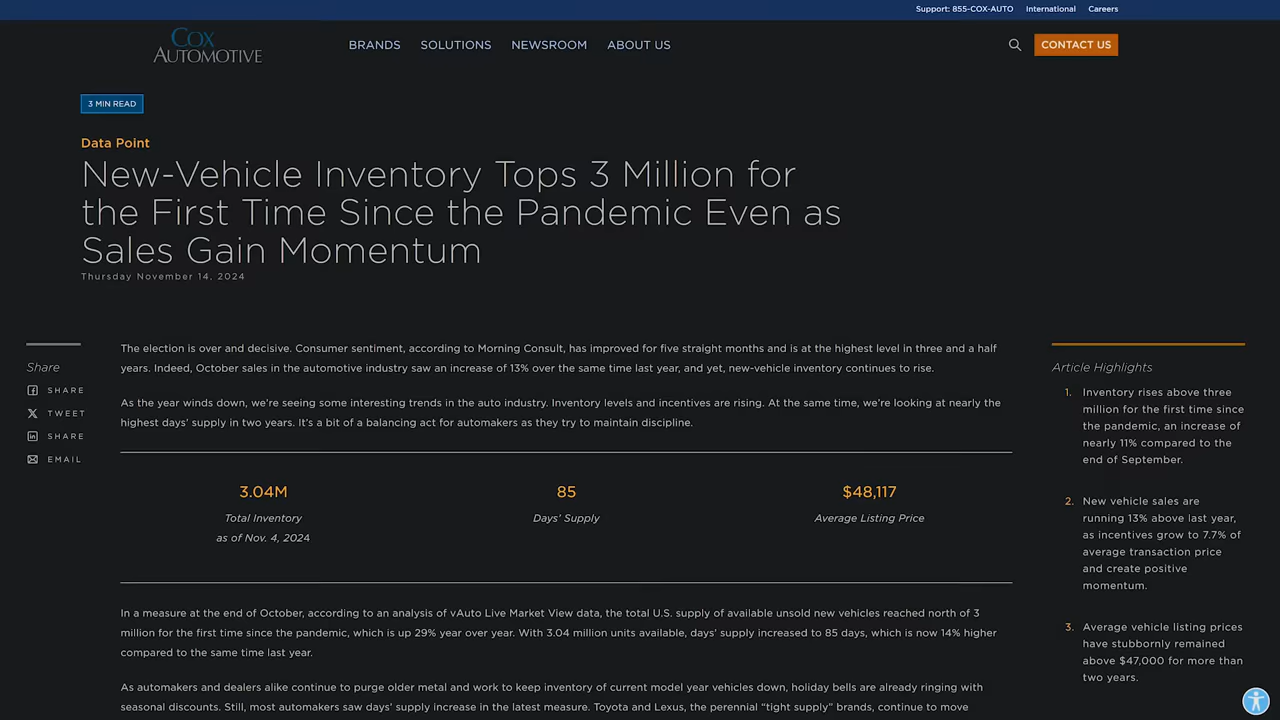 Support: 855-COX-AUTO International Careers
COX AUTOMOTIVE
BRANDS SOLUTIONS NEWSROOM ABOUT US
CONTACT US
3 MIN READ
Data Point
New-Vehicle Inventory Tops 3 Million for
the First Time Since the Pandemic Even as
Sales Gain Momentum
Thursday November 14, 2024
Share
SHARE
TWEET
SHARE
EMAIL
The election is over and decisive. Consumer sentiment, according to Morning Consult, has improved for five straight months and is at the highest level in three and a half
years. Indeed, October sales in the automotive industry saw an increase of 13% over the same time last year, and yet, new-vehicle inventory continues to rise.
As the year winds down, we're seeing some interesting trends in the auto industry. Inventory levels and incentives are rising. At the same time, we're looking at nearly the
highest days' supply in two years. It's a bit of a balancing act for automakers as they try to maintain discipline.
3.04M
Total Inventory
as of Nov. 4, 2024
85
Days' Supply
$48,117
Average Listing Price
In a measure at the end of October, according to an analysis of vAuto Live Market View data, the total U.S. supply of available unsold new vehicles reached north of 3
million for the first time since the pandemic, which is up 29% year over year. With 3.04 million units available, days' supply increased to 85 days, which is now 14% higher
compared to the same time last year.
As automakers and dealers alike continue to purge older metal and work to keep inventory of current model year vehicles down, holiday bells are already ringing with
seasonal discounts. Still, most automakers saw days' supply increase in the latest measure. Toyota and Lexus, the perennial “tight supply” brands, continue to move
Article Highlights
1. Inventory rises above three
million for the first time since
the pandemic, an increase of
nearly 11% compared to the
end of September.
2. New vehicle sales are
running 13% above last year,
as incentives grow to 7.7% of
average transaction price
and create positive
momentum.
3. Average vehicle listing prices
have stubbornly remained
above $47,000 for more than
two years.